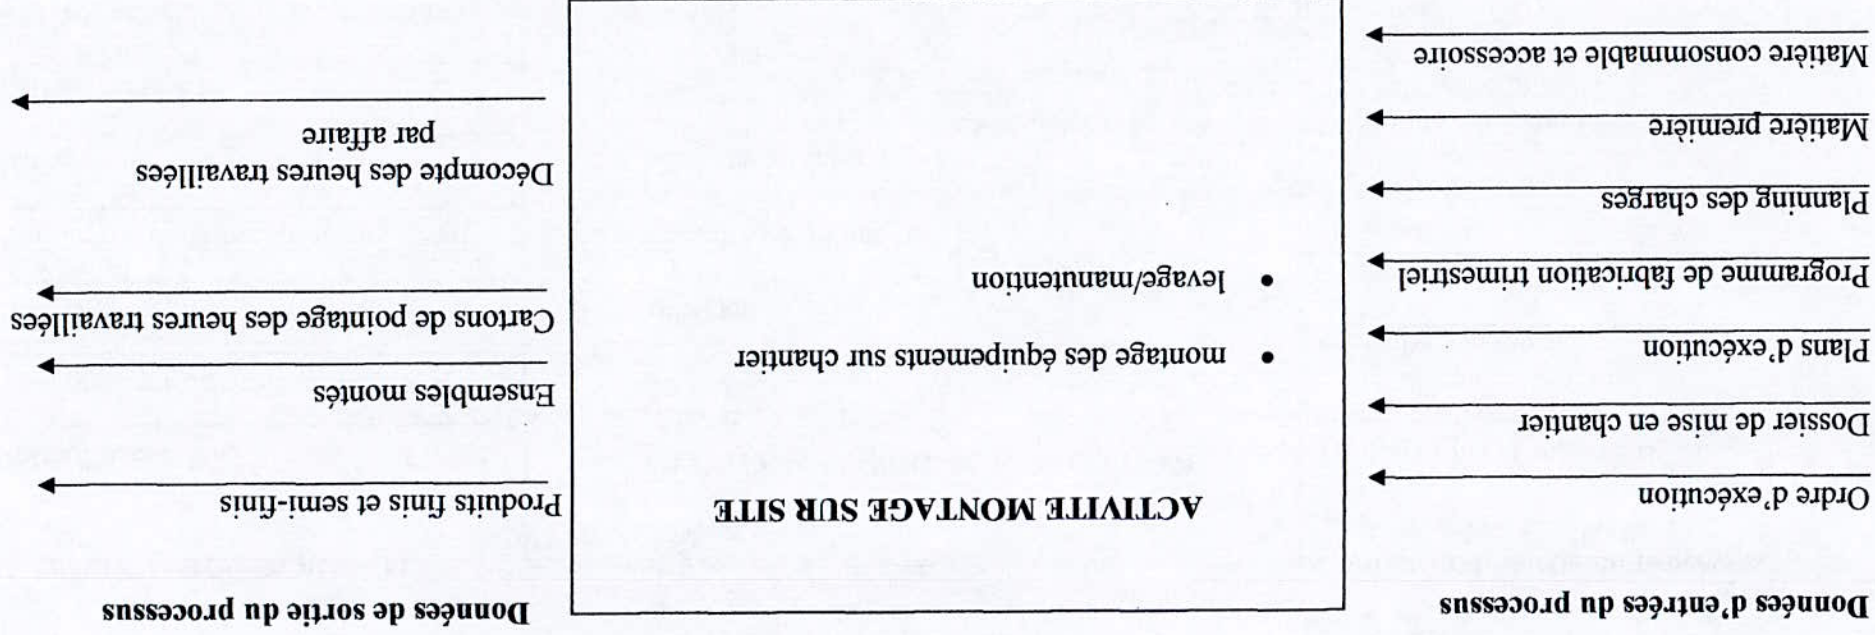 Données d'entrées du processus
Ordre d'exécution
Dossier de mise en chantier
Plans d'exécution
Programme de fabrication trimestriel
Planning des charges
Matière première
Matière consommable et accessoire
ACTIVITE MONTAGE SUR SITE
• montage des équipements sur chantier
• levage/manutention
Données de sortie du processus
Produits finis et semi-finis
Ensembles montés
Cartons de pointage des heures travaillées
Décompte des heures travaillées
par affaire